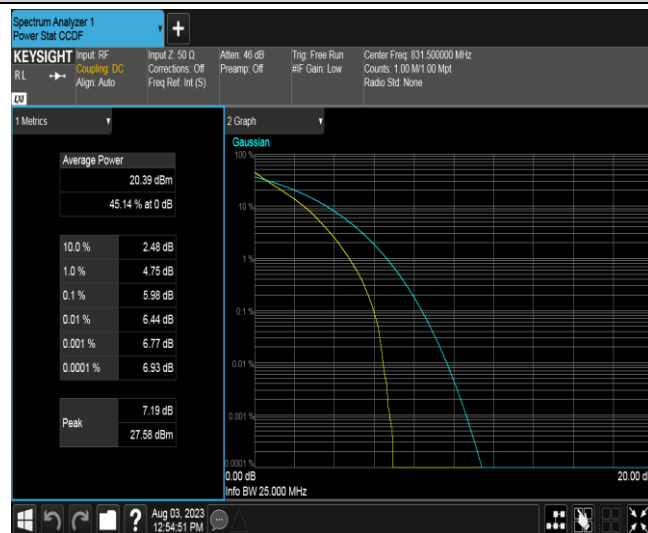 Spectrum Analyzer 1
Power Stat CCDF
+
KEYSIGHT
RL
LXI
Input: RF
Coupling: DC
Align: Auto
Input Z: 50 Ω
Corrections: Off
Freq Ref: Int (S)
Atten: 46 dB
Preamp: Off
Trig: Free Run
#IF Gain: Low
Center Freq: 831.500000 MHz
Counts: 1.00 M/1.00 Mpt
Radio Std: None
1 Metrics
Average Power
20.39 dBm
45.14 % at 0 dB
10.0 % 2.48 dB
1.0 % 4.75 dB
0.1 % 5.98 dB
0.01 % 6.44 dB
0.001 % 6.77 dB
0.0001 % 6.93 dB
Peak
7.19 dB
27.58 dBm
2 Graph
Gaussian
100 %
10 %
1 %
0.1 %
0.01 %
0.001 %
0.0001 %
0.00 dB 20.00 d
Info BW 25.000 MHz
?
Aug 03, 2023
12:54:51 PM